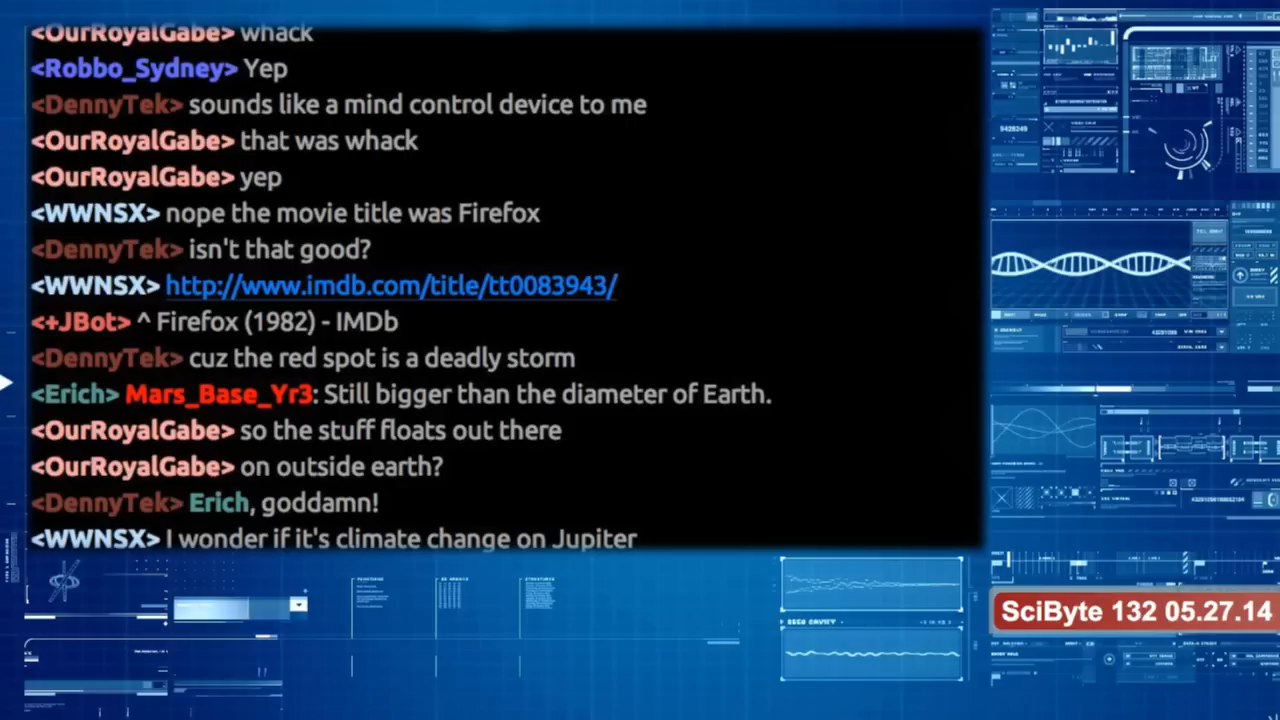 <OurRoyalGabe> whack
<Robbo_Sydney> Yep
<DennyTek> sounds like a mind control device to me
<OurRoyalGabe> that was whack
<OurRoyalGabe> yep
<WWNSX> nope the movie title was Firefox
<DennyTek> isn't that good?
<WWNSX> http://www.imdb.com/title/tt0083943/
<+JBot> ^ Firefox (1982) - IMDb
<DennyTek> cuz the red spot is a deadly storm
<Erich> Mars_Base_Yr3: Still bigger than the diameter of Earth.
<OurRoyalGabe> so the stuff floats out there
<OurRoyalGabe> on outside earth?
<DennyTek> Erich, goddamn!
<WWNSX> I wonder if it's climate change on Jupiter
9428249
SciByte 132 05.27.14